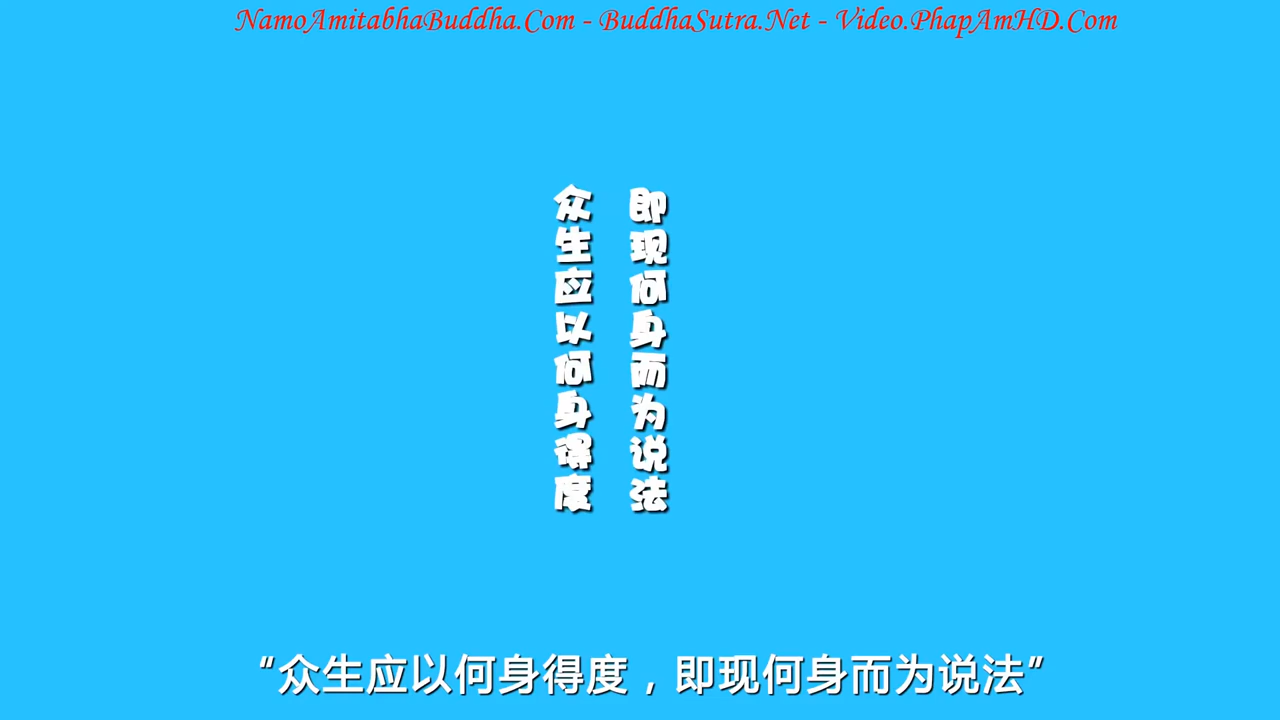 NamoAmitabhaBuddha.Com - BuddhaSutra.Net - Video.PhapAmHD.Com
众生应以何身得度
即现何身而为说法
“众生应以何身得度，即现何身而为说法”